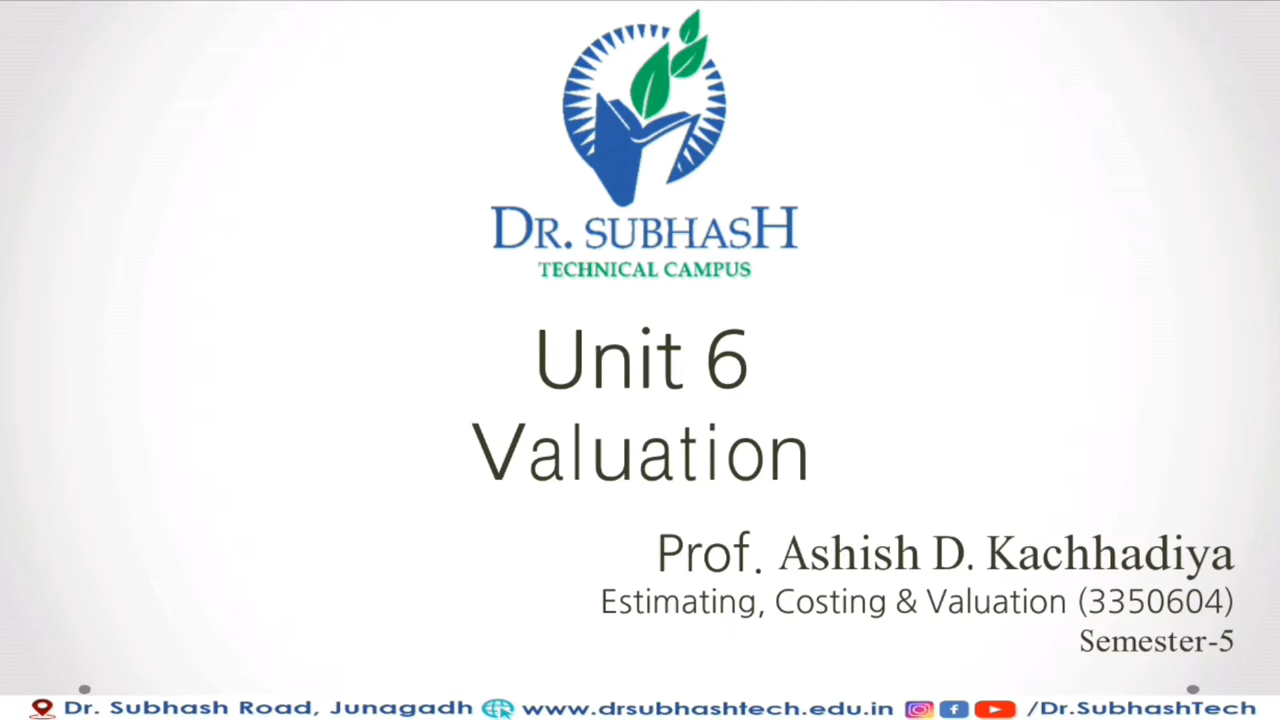 DR. SUBHASH
TECHNICAL CAMPUS
Unit 6
Valuation
Prof. Ashish D. Kachhadiya
Estimating, Costing & Valuation (3350604)
Semester-5
Dr. Subhash Road, Junagadh www.drsubhashtech.edu.in /Dr.SubhashTech